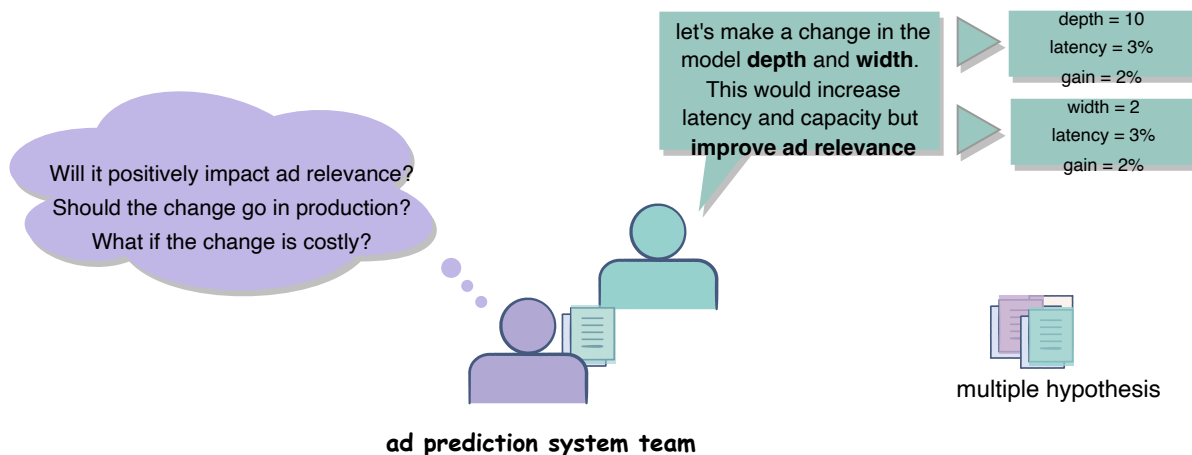 let's make a change in the
model depth and width.
This would increase
latency and capacity but
improve ad relevance
depth = 10
latency = 3%
gain = 2%
width = 2
latency = 3%
gain = 2%
Will it positively impact ad relevance?
Should the change go in production?
What if the change is costly?
multiple hypothesis
ad prediction system team